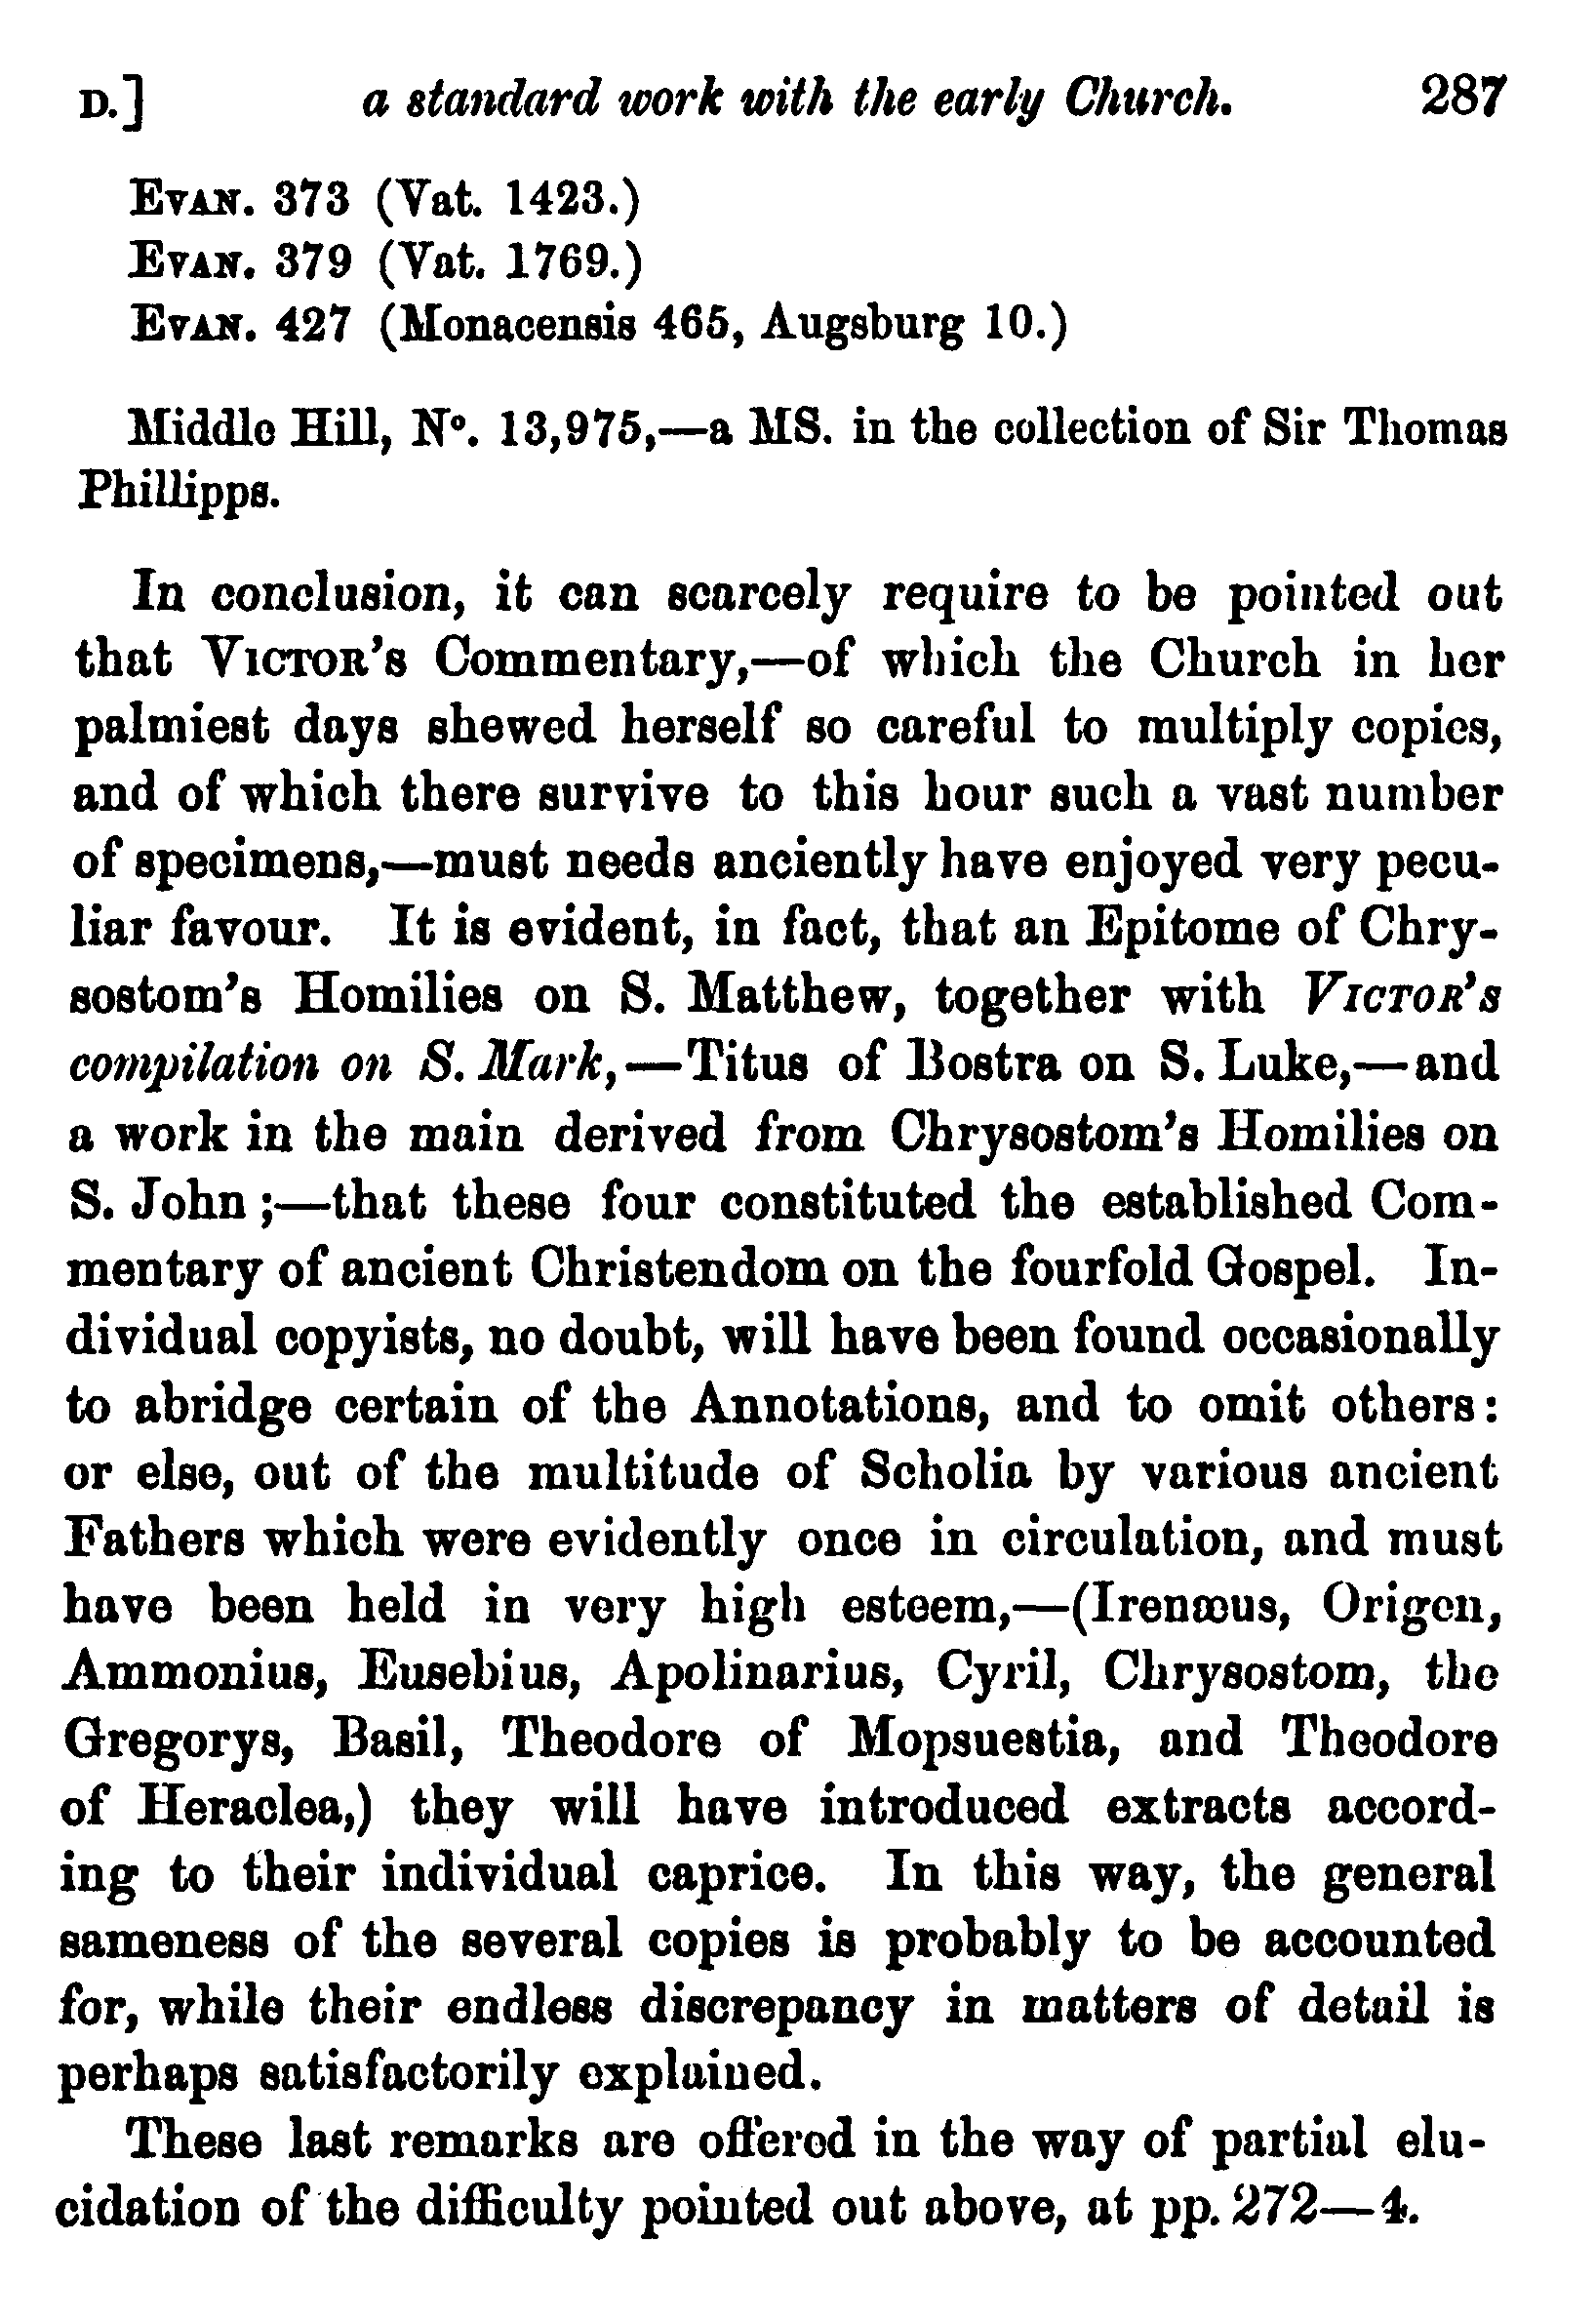 D.] a standard work with the early Church. 287
EVAN. 373 (Vat. 1423.)
EVAN. 379 (Vat. 1769.)
EVAN. 427 (Monacensis 465, Augsburg 10.)
Middle Hill, Nº. 13,975,—a MS. in the collection of Sir Thomas
Phillipps.
In conclusion, it can scarcely require to be pointed out
that VICTOR's Commentary,—of which the Church in her
palmiest days shewed herself so careful to multiply copies,
and of which there survive to this hour such a vast number
of specimens,—must needs anciently have enjoyed very pecu-
liar favour. It is evident, in fact, that an Epitome of Chry-
sostom's Homilies on S. Matthew, together with VICTOR's
compilation on S. Mark,—Titus of Bostra on S. Luke,—and
a work in the main derived from Chrysostom's Homilies on
S. John ;—that these four constituted the established Com-
mentary of ancient Christendom on the fourfold Gospel. In-
dividual copyists, no doubt, will have been found occasionally
to abridge certain of the Annotations, and to omit others:
or else, out of the multitude of Scholia by various ancient
Fathers which were evidently once in circulation, and must
have been held in very high esteem,—(Irenæus, Origen,
Ammonius, Eusebius, Apolinarius, Cyril, Chrysostom, the
Gregorys, Basil, Theodore of Mopsuestia, and Theodore
of Heraclea,) they will have introduced extracts accord-
ing to their individual caprice. In this way, the general
sameness of the several copies is probably to be accounted
for, while their endless discrepancy in matters of detail is
perhaps satisfactorily explained.
These last remarks are offered in the way of partial elu-
cidation of the difficulty pointed out above, at pp. 272—4.